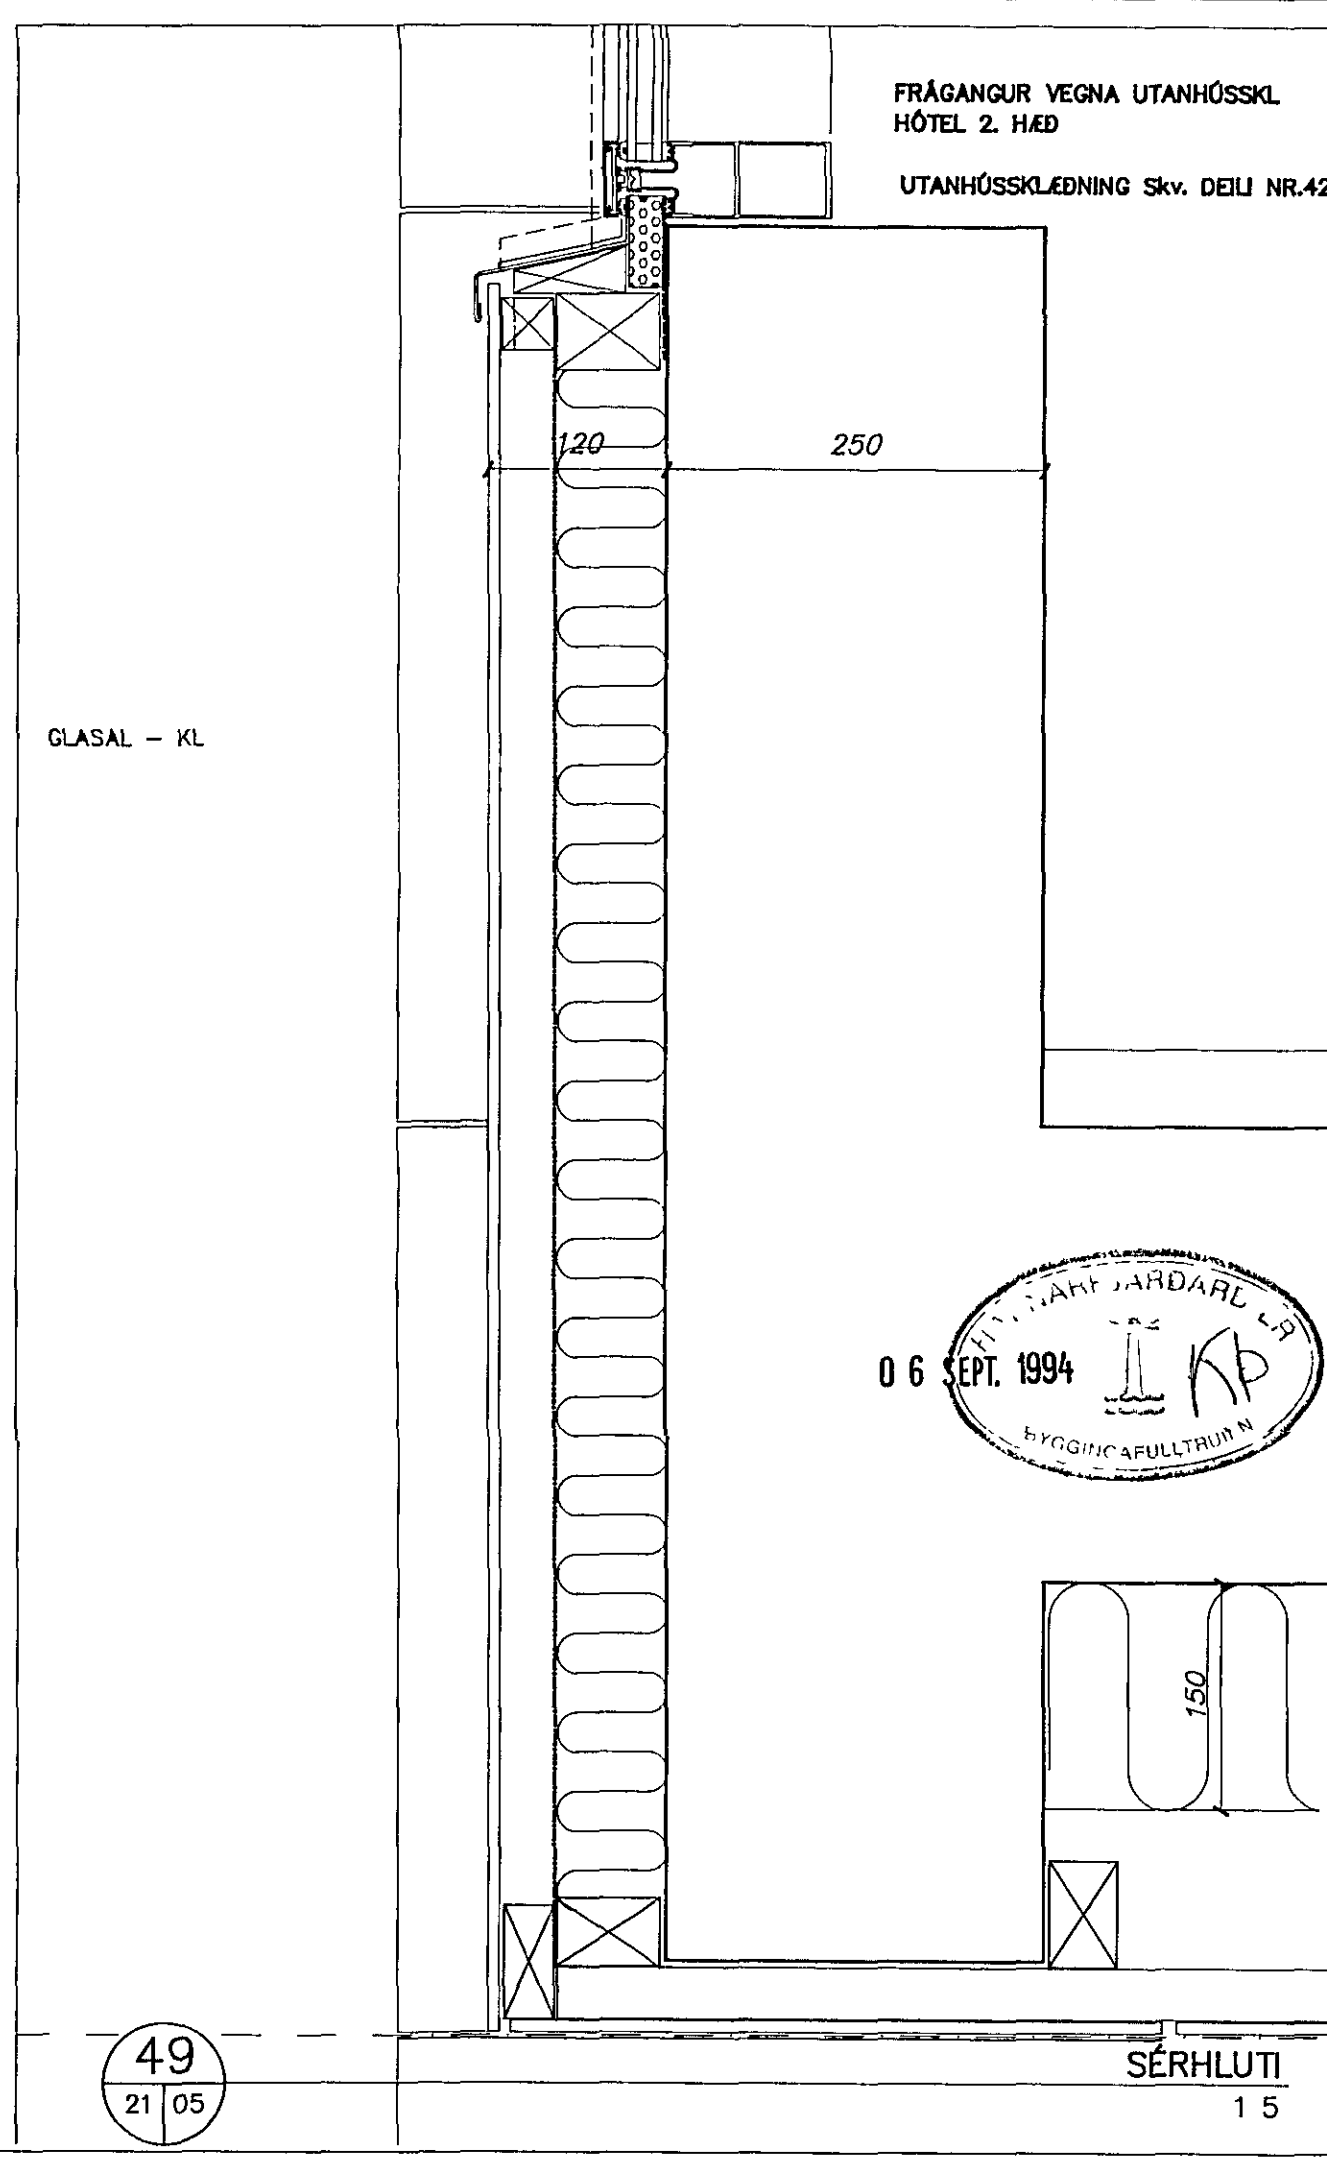 FRÁGANGUR VEGNA UTANHÚSSKL
HÓTEL 2. HÆÐ
UTANHÚSSKLÆÐNING Skv. DEILI NR.42
120
250
GLASAL – KL
0 6 SEPT. 1994
150
49
21 05
SÉRHLUTI
1 5